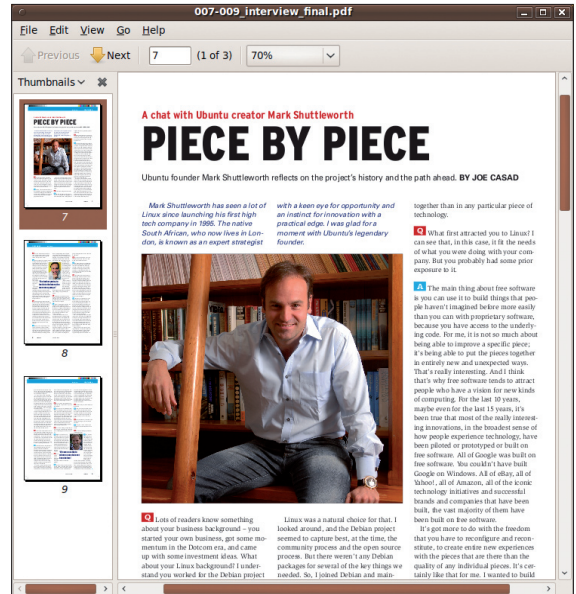 007-009_interview_final.pdf
File Edit View Go Help
Previous Next 7 (1 of 3) 70%
Thumbnails
PIECE BY PIECE
7
8
9
A chat with Ubuntu creator Mark Shuttleworth
PIECE BY PIECE
Ubuntu founder Mark Shuttleworth reflects on the project's history and the path ahead. BY JOE CASAD
Mark Shuttleworth has seen a lot of
Linux since launching his first high
tech company in 1995. The native
South African, who now lives in Lon-
don, is known as an expert strategist
with a keen eye for opportunity and
an instinct for innovation with a
practical edge. I was glad for a
moment with Ubuntu's legendary
founder.
Q Lots of readers know something
about your business background – you
started your own business, got some mo-
mentum in the Dotcom era, and came
up with some investment ideas. What
about your Linux background? I under-
stand you worked for the Debian project
Linux was a natural choice for that. I
looked around, and the Debian project
seemed to capture best, at the time, the
community process and the open source
process. But there weren't any Debian
packages for several of the key things we
needed. So, I joined Debian and main-
together than in any particular piece of
technology.
Q What first attracted you to Linux? I
can see that, in this case, it fit the needs
of what you were doing with your com-
pany. But you probably had some prior
exposure to it.
A The main thing about free software
is you can use it to build things that peo-
ple haven't imagined before more easily
than you can with proprietary software,
because you have access to the underly-
ing code. For me, it is not so much about
being able to improve a specific piece;
it's being able to put the pieces together
in entirely new and unexpected ways.
That's really interesting. And I think
that's why free software tends to attract
people who have a vision for new kinds
of computing. For the last 10 years,
maybe even for the last 15 years, it's
been true that most of the really interest-
ing innovations, in the broadest sense of
how people experience technology, have
been piloted or prototyped or built on
free software. All of Google was built on
free software. You couldn't have built
Google on Windows. All of eBay, all of
Yahoo!, all of Amazon, all of the iconic
technology initiatives and successful
brands and companies that have been
built, the vast majority of them have
been built on free software.
It's got more to do with the freedom
that you have to reconfigure and recon-
stitute, to create entire new experiences
with the pieces that are there than the
quality of any individual pieces. It's cer-
tainly like that for me. I wanted to build